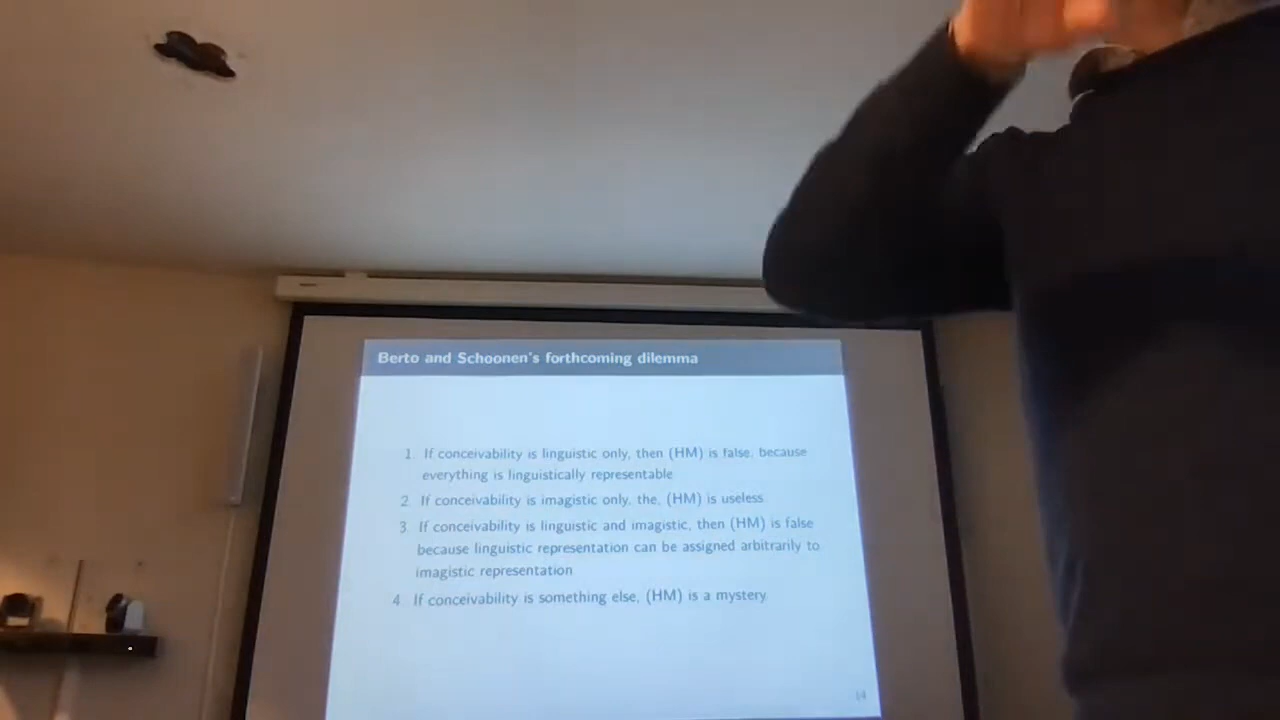 Berto and Schoonen's forthcoming dilemma
1. If conceivability is linguistic only, then (HM) is false, because
everything is linguistically representable
2. If conceivability is imagistic only, the, (HM) is useless
3. If conceivability is linguistic and imagistic, then (HM) is false
because linguistic representation can be assigned arbitrarily to
imagistic representation
4. If conceivability is something else, (HM) is a mystery
14